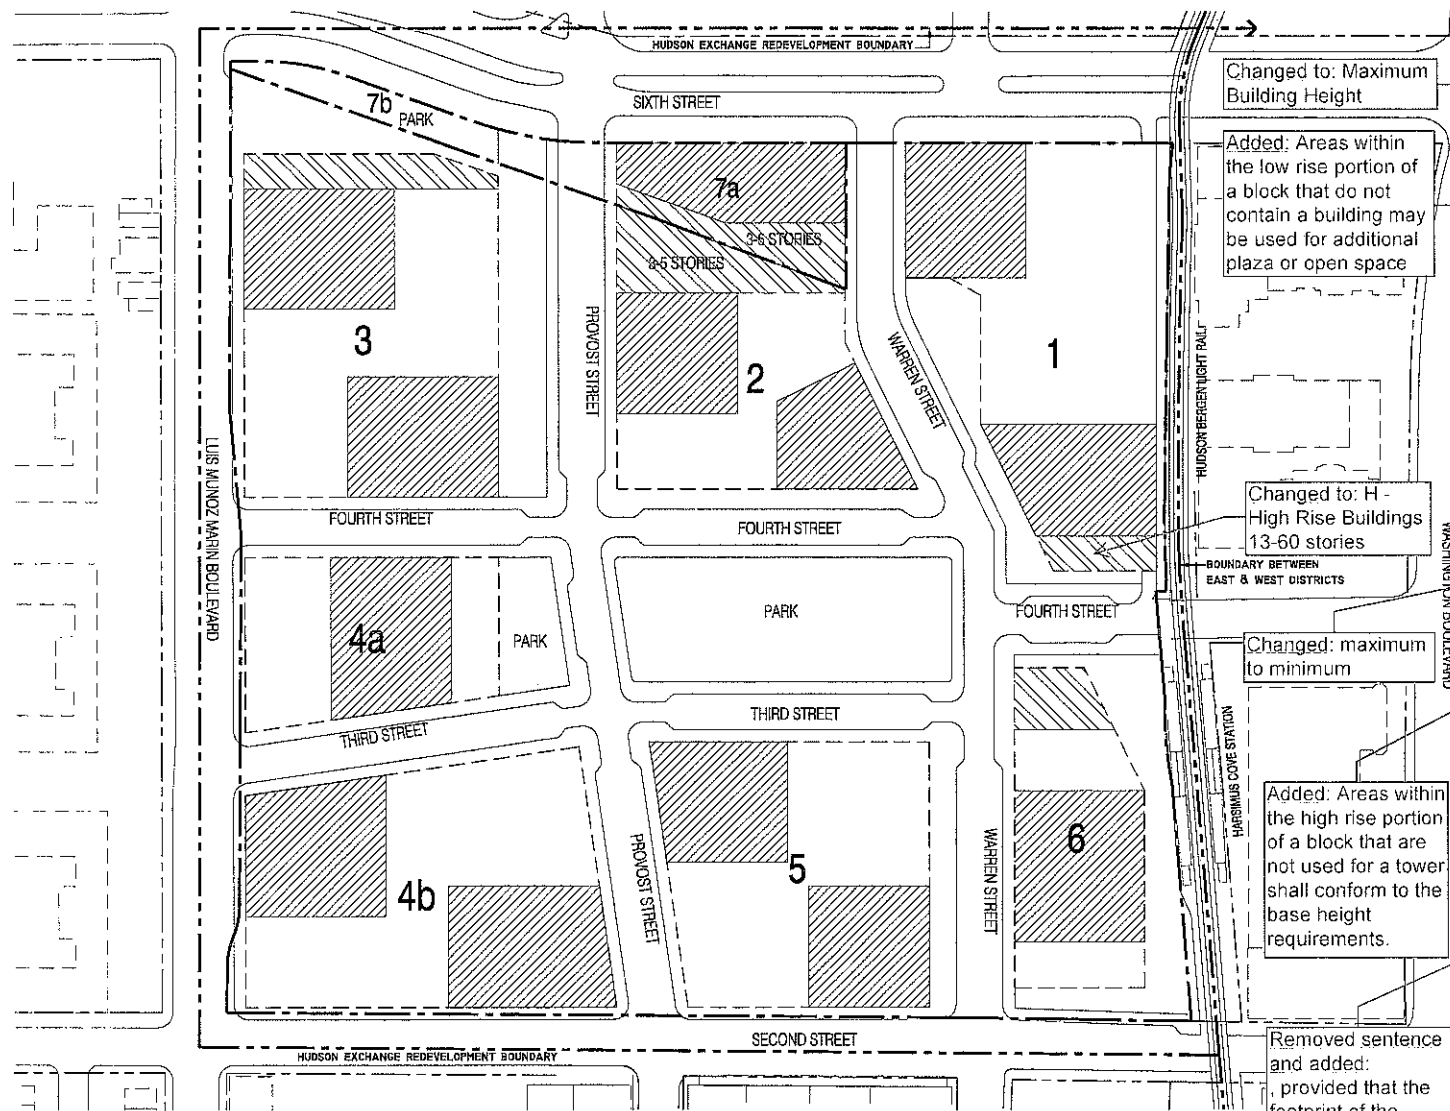 HUDSON EXCHANGE REDEVELOPMENT BOUNDARY
Changed to: Maximum
Building Height
7b
PARK
SIXTH STREET
Added: Areas within
the low rise portion of
a block that do not
contain a building may
be used for additional
plaza or open space
7a
3-5 STORIES
3-5 STORIES
3
2
1
PROVOST STREET
WARREN STREET
HUDSON BERGEN LIGHT RAIL
LUIS MUNOZ MARIN BOULEVARD
Changed to: H -
High Rise Buildings
13-60 stories
WASHINGTON BOULEVARD
FOURTH STREET
FOURTH STREET
BOUNDARY BETWEEN
EAST & WEST DISTRICTS
FOURTH STREET
PARK
4a
PARK
Changed: maximum
to minimum
THIRD STREET
THIRD STREET
HARSIMUS COVE STATION
Added: Areas within
the high rise portion
of a block that are
not used for a tower
shall conform to the
base height
requirements.
4b
PROVOST STREET
5
WARREN STREET
6
SECOND STREET
HUDSON EXCHANGE REDEVELOPMENT BOUNDARY
Removed sentence
and added:
, provided that the
footprint of the